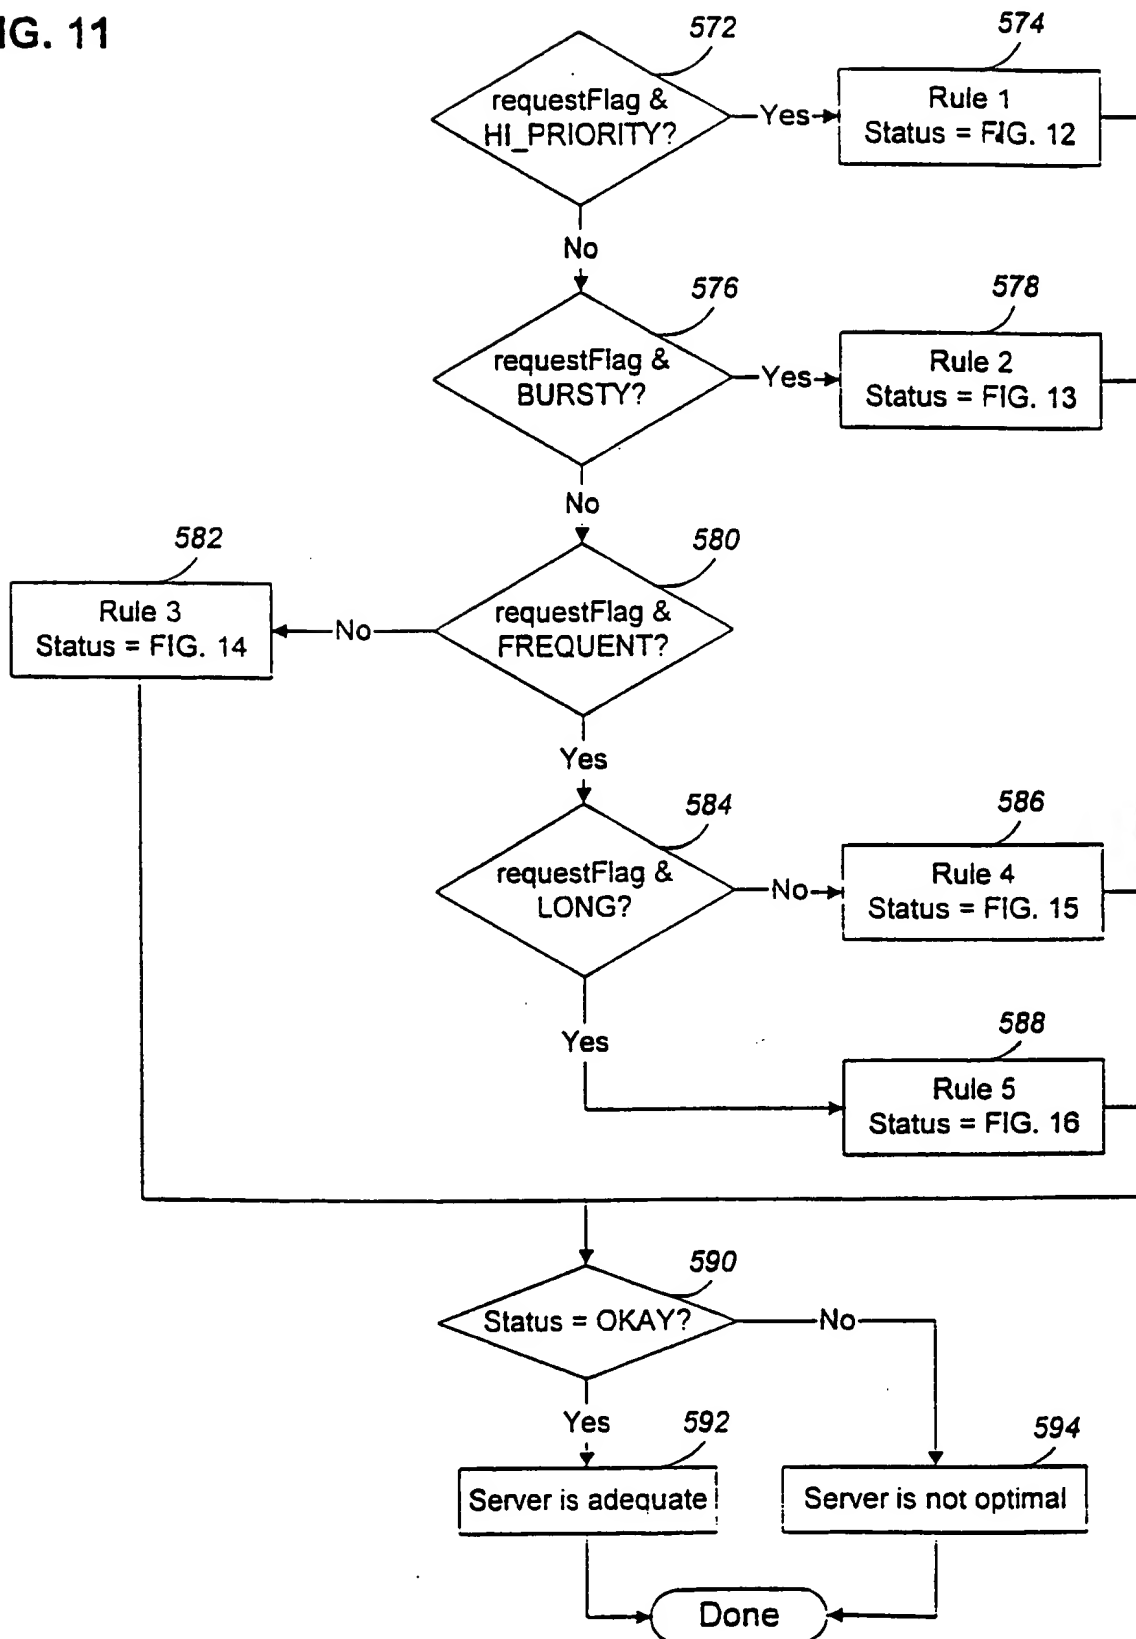 IG. 11
572
574
requestFlag &
HI_PRIORITY?
Yes
Rule 1
Status = FIG. 12
No
576
578
requestFlag &
BURSTY?
Yes
Rule 2
Status = FIG. 13
No
582
580
Rule 3
Status = FIG. 14
No
requestFlag &
FREQUENT?
Yes
584
586
requestFlag &
LONG?
No
Rule 4
Status = FIG. 15
Yes
588
Rule 5
Status = FIG. 16
590
Status = OKAY?
No
Yes
592
594
Server is adequate
Server is not optimal
Done